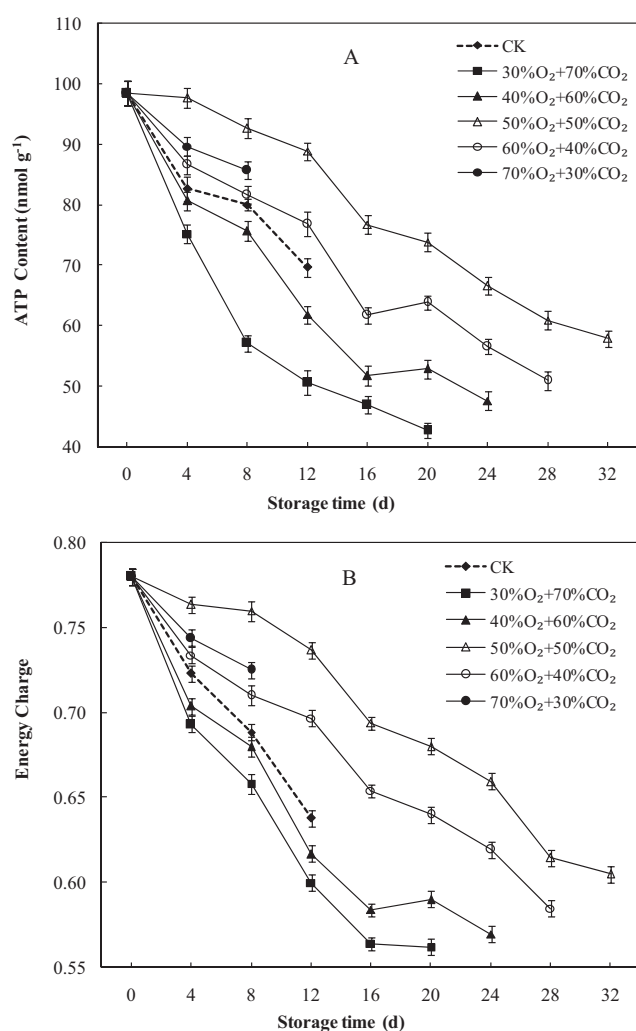 110
100
90
80
70
60
50
40
ATP Content (nmol g⁻¹)
A
CK
30%O₂+70%CO₂
40%O₂+60%CO₂
50%O₂+50%CO₂
60%O₂+40%CO₂
70%O₂+30%CO₂
0 4 8 12 16 20 24 28 32
Storage time (d)
0.80
0.75
0.70
0.65
0.60
0.55
Energy Charge
B
CK
30%O₂+70%CO₂
40%O₂+60%CO₂
50%O₂+50%CO₂
60%O₂+40%CO₂
70%O₂+30%CO₂
0 4 8 12 16 20 24 28 32
Storage time (d)